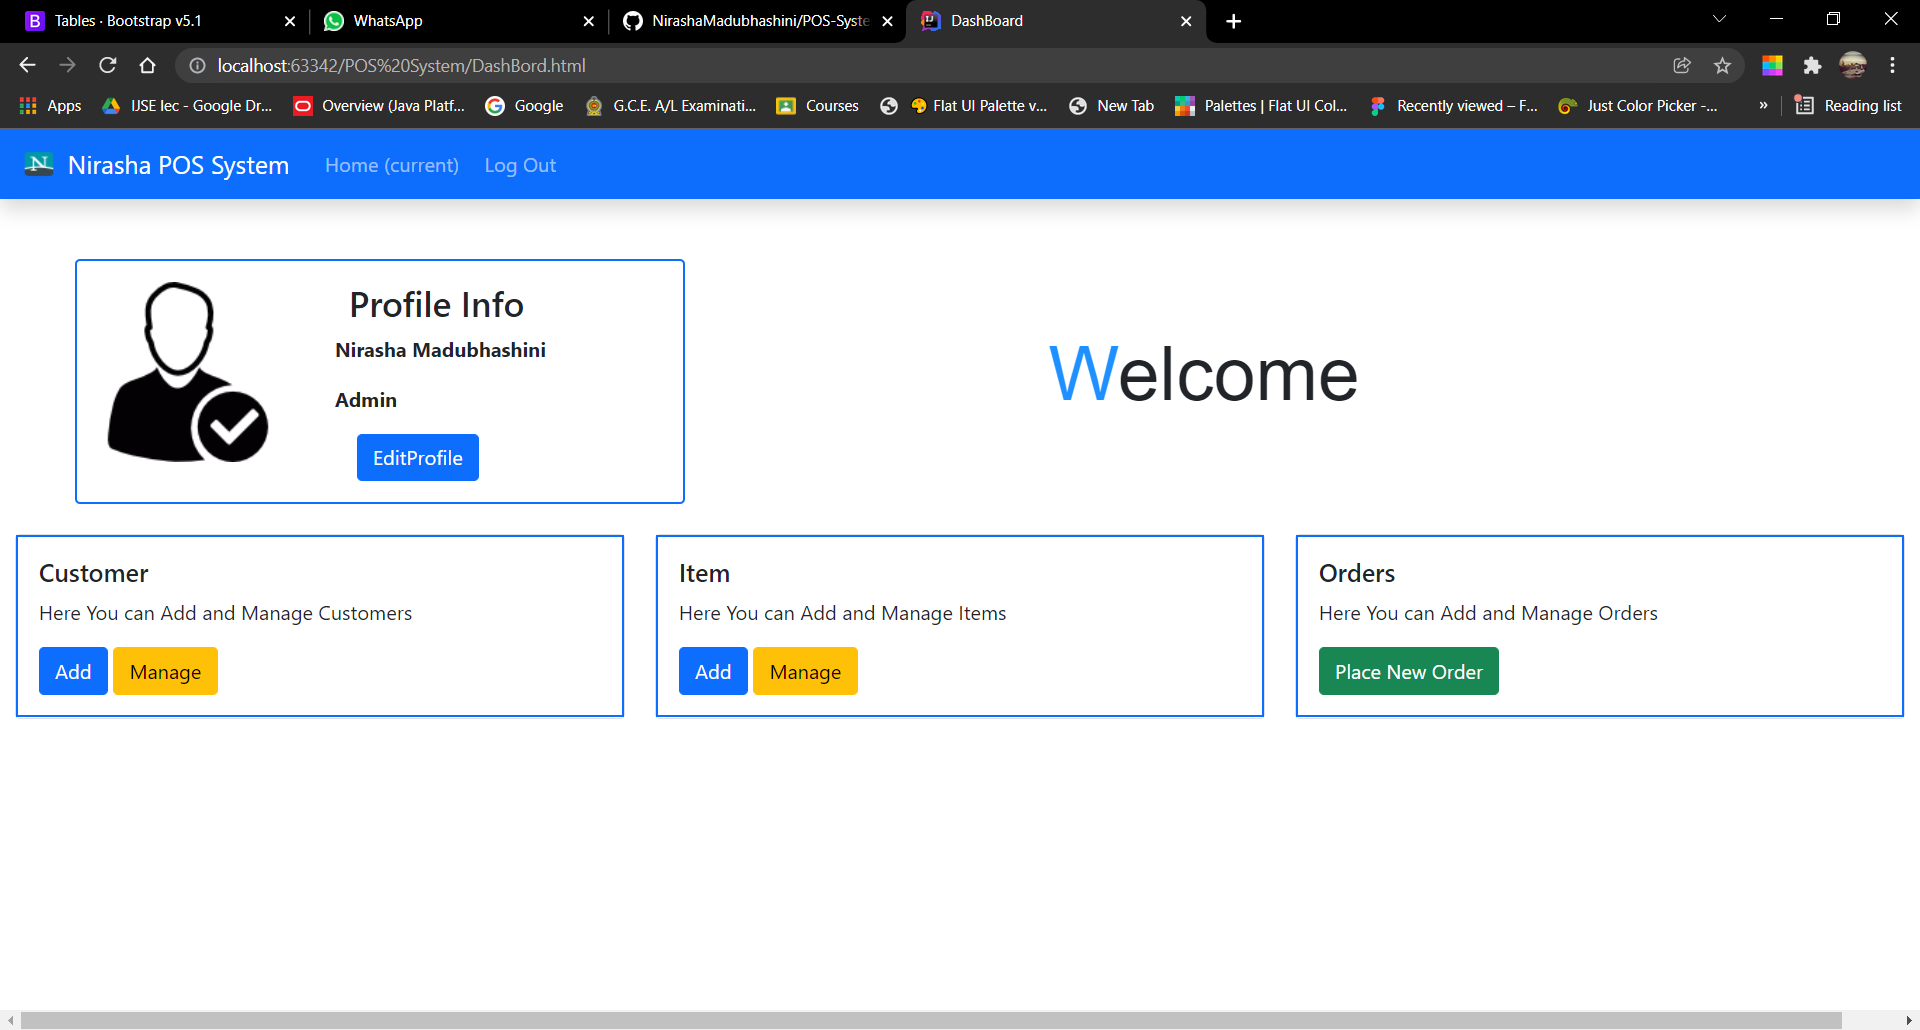 Tables · Bootstrap v5.1
WhatsApp
NirashaMadubhashini/POS-Syste
DashBoard
localhost:63342/POS%20System/DashBord.html
Apps
IJSE lec - Google Dr...
Overview (Java Platf...
Google
G.C.E. A/L Examinati...
Courses
Flat UI Palette v...
New Tab
Palettes | Flat UI Col...
Recently viewed – F...
Just Color Picker -...
»
Reading list
N Nirasha POS System
Home (current)
Log Out
Profile Info
Nirasha Madubhashini
Admin
EditProfile
Welcome
Customer
Here You can Add and Manage Customers
Add
Manage
Item
Here You can Add and Manage Items
Add
Manage
Orders
Here You can Add and Manage Orders
Place New Order